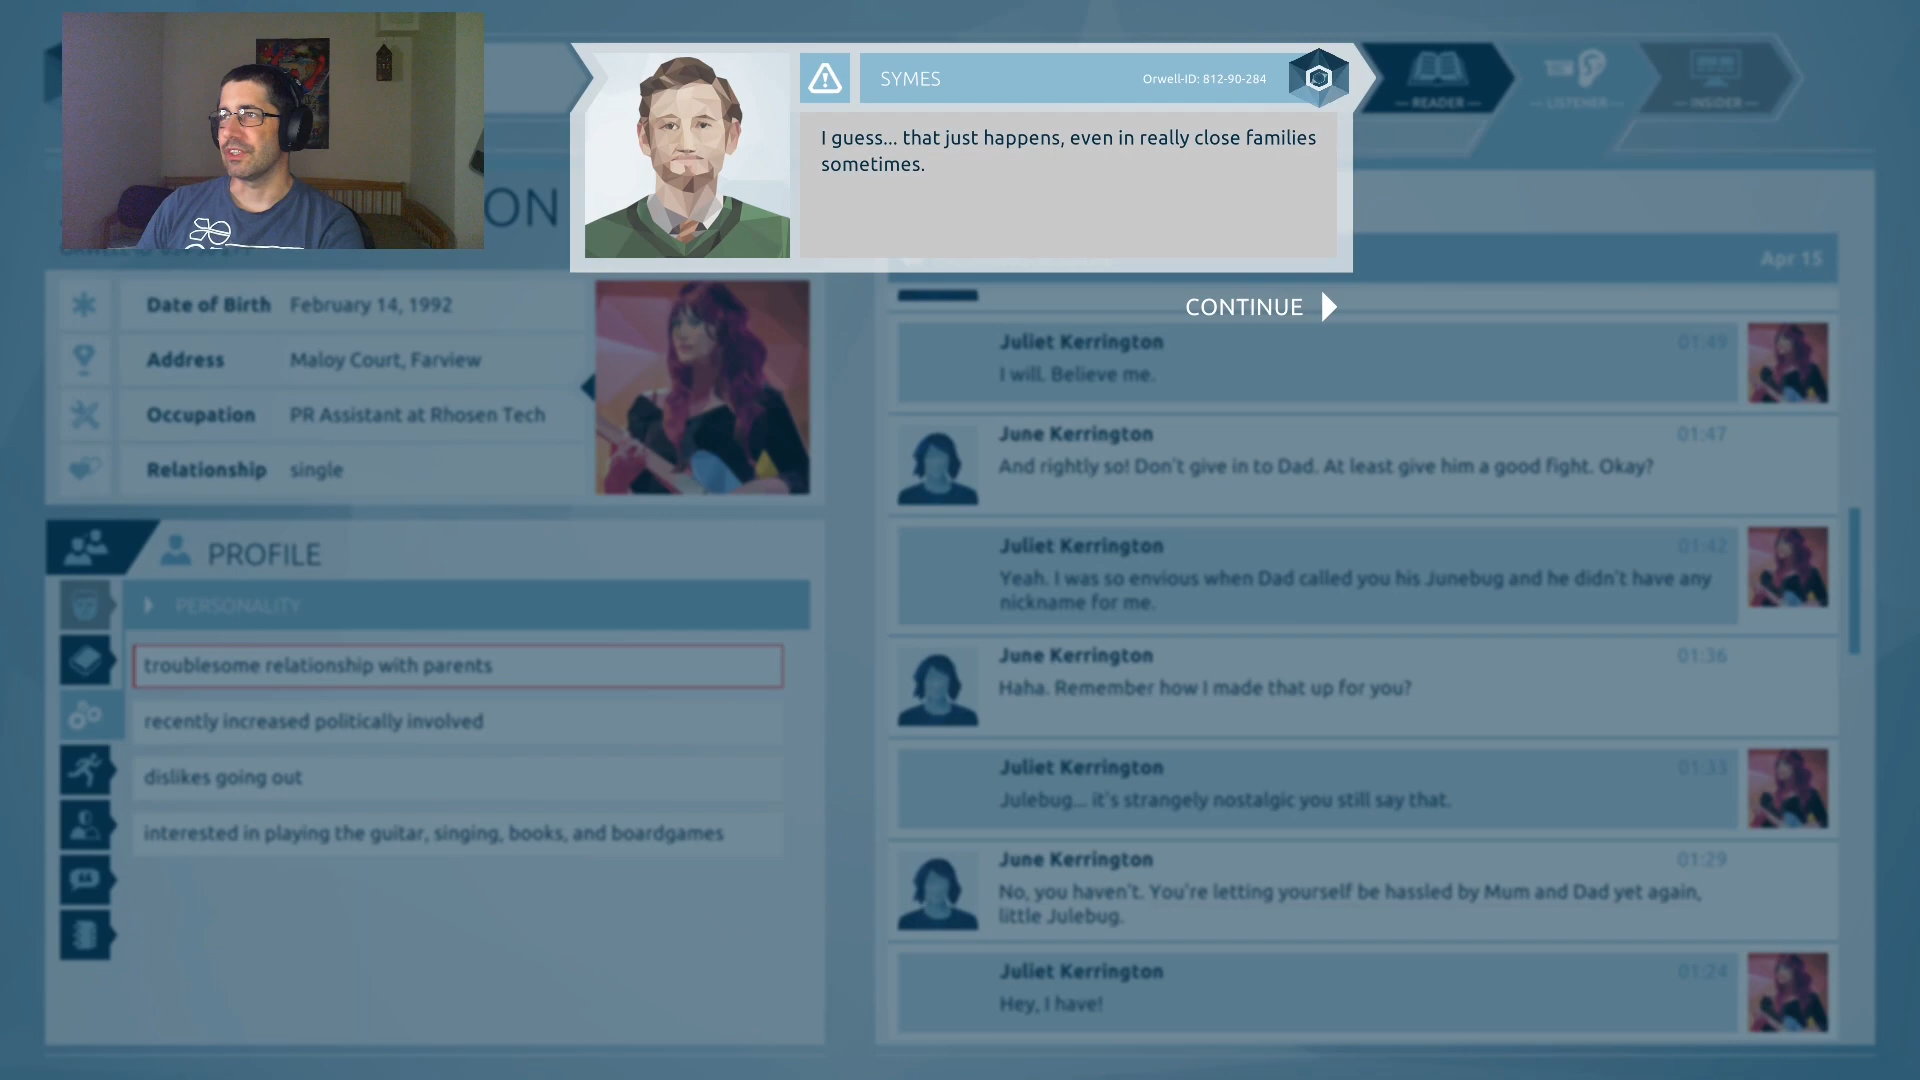 SYMES
Orwell-ID: 812-90-284
I guess... that just happens, even in really close families
sometimes.
CONTINUE
READER
LISTENER
INSIDER
ON
Date of Birth February 14, 1992
Address Maloy Court, Farview
Occupation PR Assistant at Rhosen Tech
Relationship single
PROFILE
PERSONALITY
troublesome relationship with parents
recently increased politically involved
dislikes going out
interested in playing the guitar, singing, books, and boardgames
Apr 15
Juliet Kerrington 01:49
I will. Believe me.
June Kerrington 01:47
And rightly so! Don't give in to Dad. At least give him a good fight. Okay?
Juliet Kerrington 01:42
Yeah. I was so envious when Dad called you his Junebug and he didn't have any
nickname for me.
June Kerrington 01:36
Haha. Remember how I made that up for you?
Juliet Kerrington 01:33
Julebug... it's strangely nostalgic you still say that.
June Kerrington 01:29
No, you haven't. You're letting yourself be hassled by Mum and Dad yet again,
little Julebug.
Juliet Kerrington 01:24
Hey, I have!